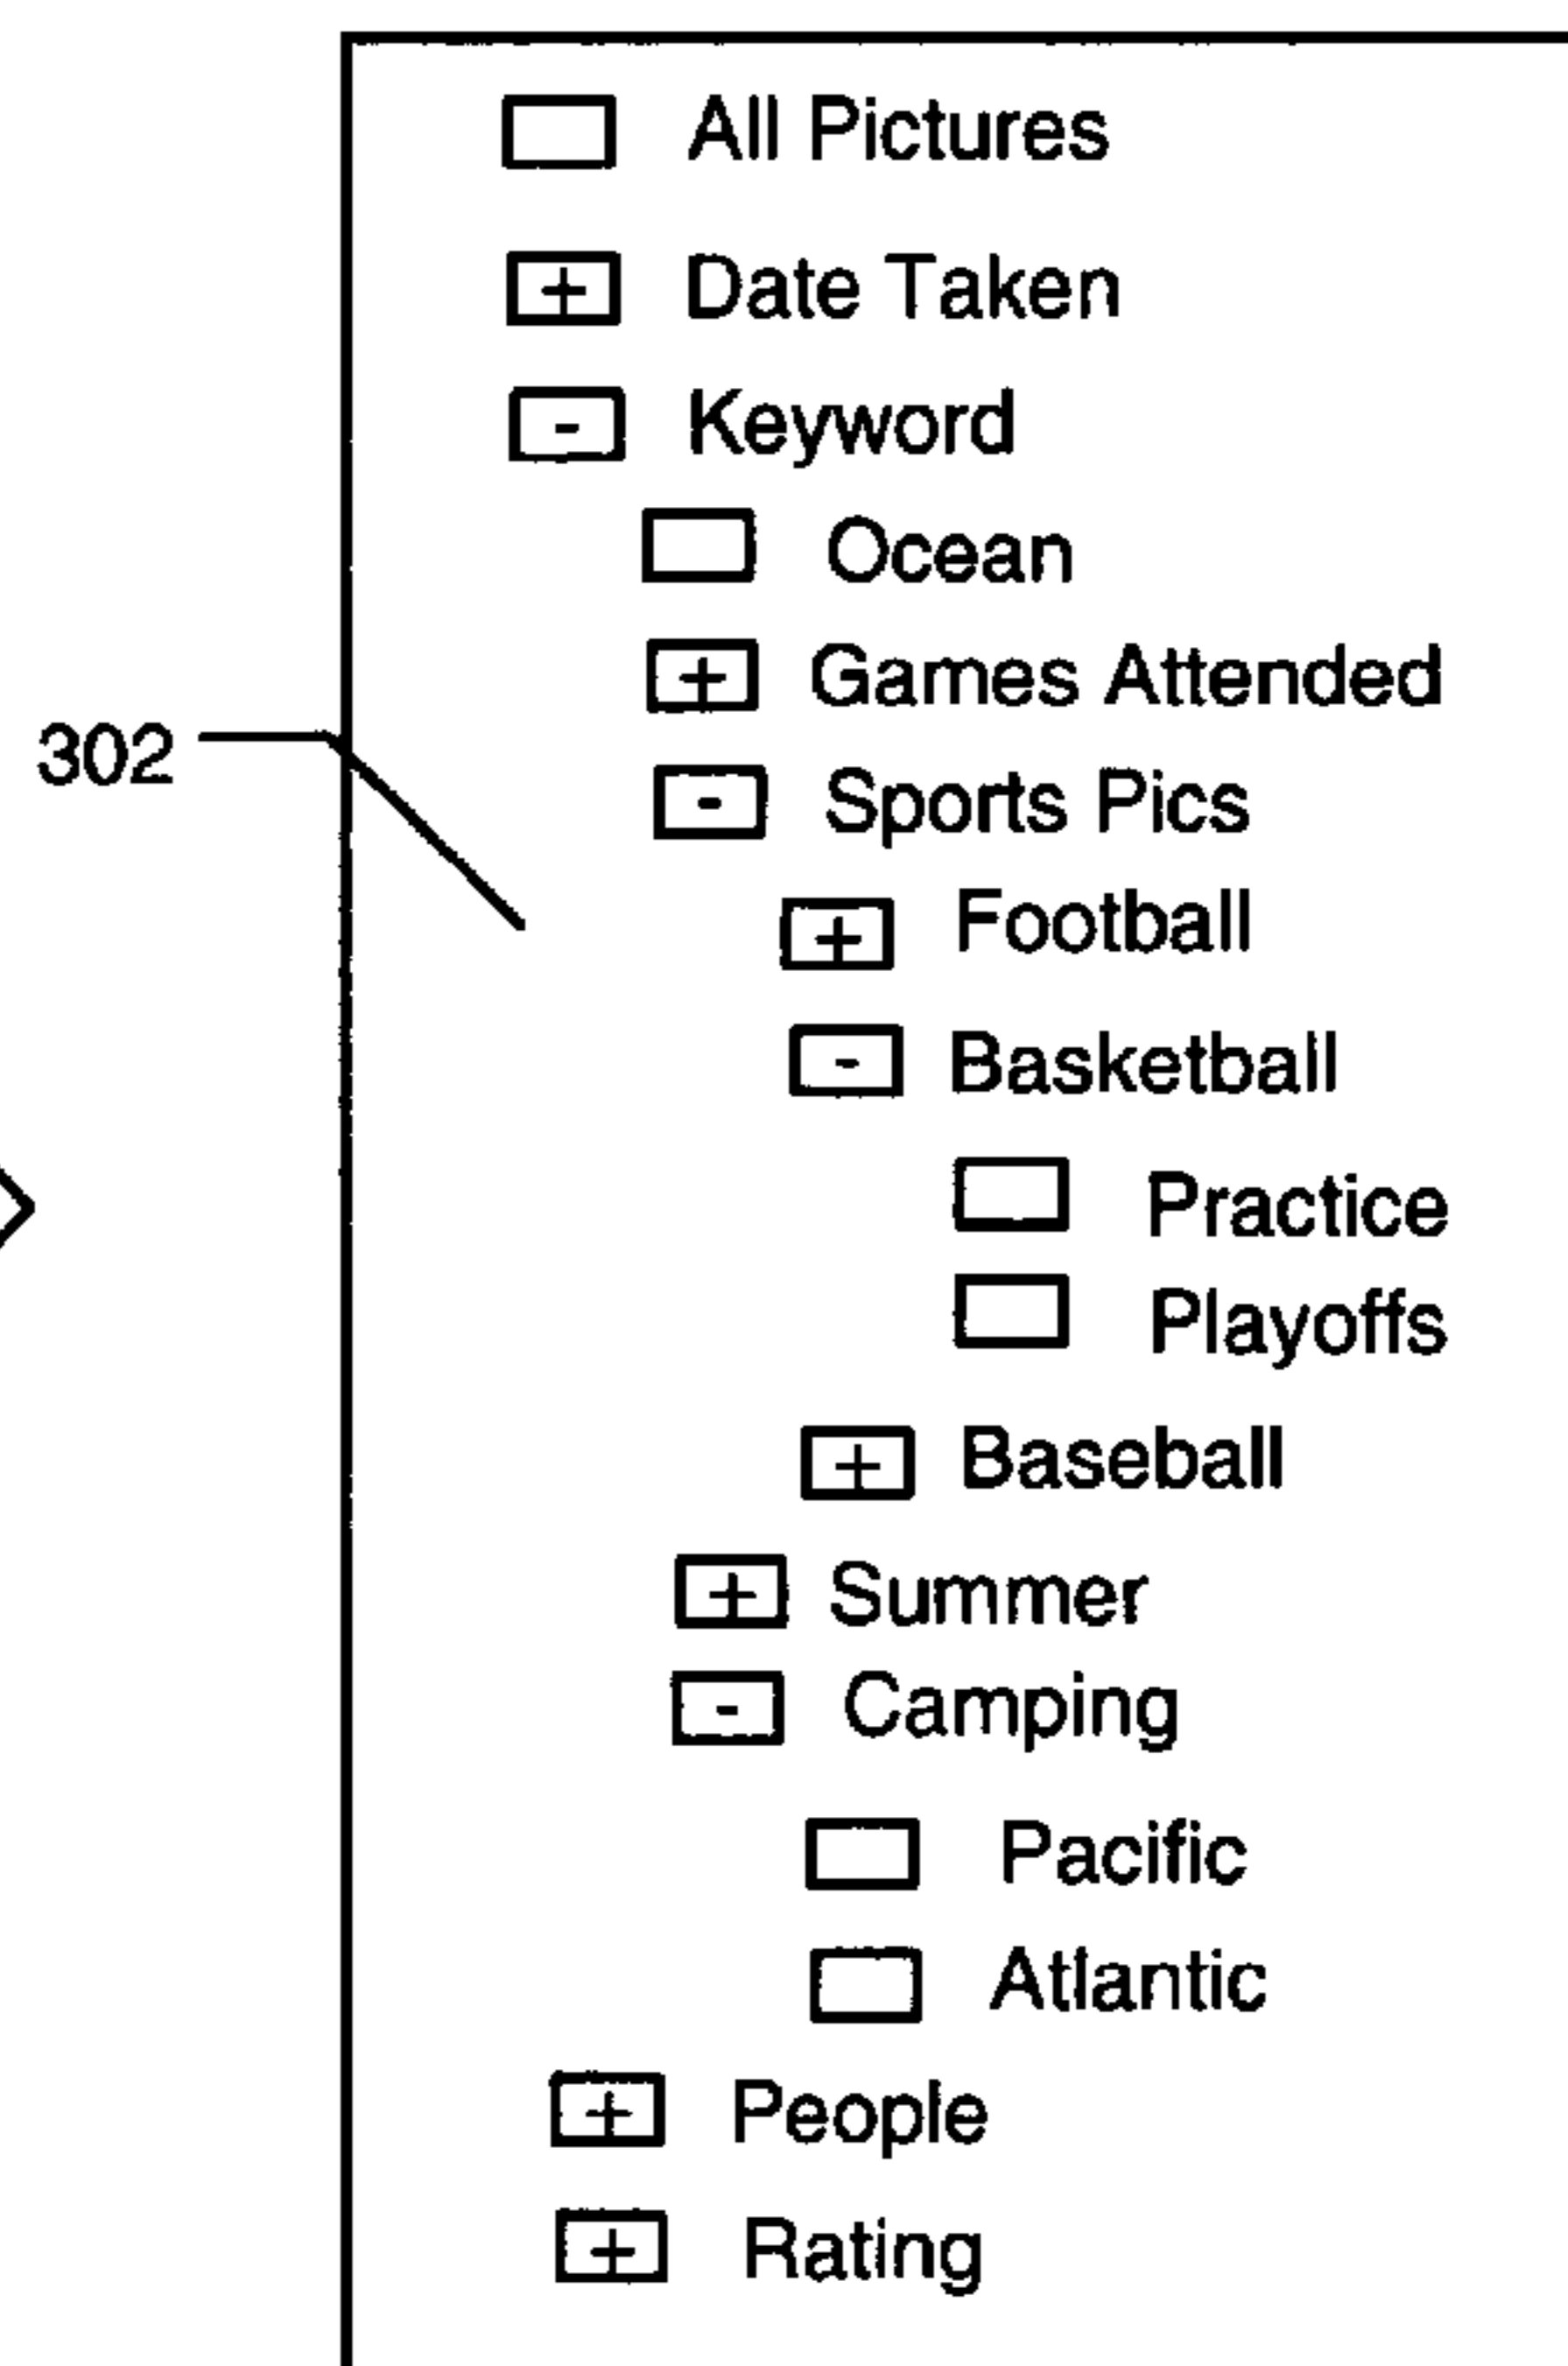 All Pictures
+ Date Taken
- Keyword
Ocean
+ Games Attended
302
- Sports Pics
+ Football
- Basketball
Practice
Playoffs
+ Baseball
+ Summer
- Camping
Pacific
Atlantic
+ People
+ Rating